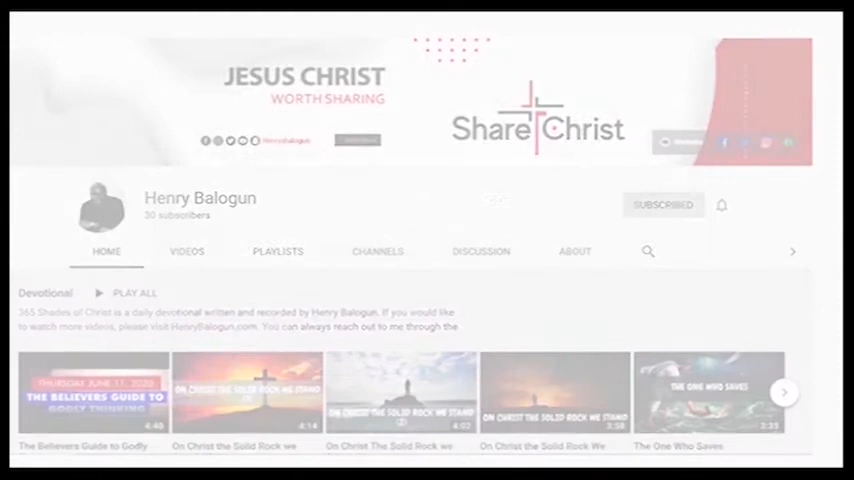 JESUS CHRIST
WORTH SHARING
Share Christ
Henrybalogun
Henry Balogun
30 subscribers
SUBSCRIBED
HOME VIDEOS PLAYLISTS CHANNELS DISCUSSION ABOUT
Devotional PLAY ALL
365 Shades of Christ is a daily devotional written and recorded by Henry Balogun. If you would like
to watch more videos, please visit HenryBalogun.com. You can always reach out to me through the
THURSDAY JUNE 11, 2020
THE BELIEVERS GUIDE TO
GODLY THINKING
4:40
ON CHRIST THE SOLID ROCK WE STAND
4:14
ON CHRIST THE SOLID ROCK WE STAND
4:02
ON CHRIST THE SOLID ROCK WE STAND
3:58
THE ONE WHO SAVES
3:35
The Believers Guide to Godly
On Christ the Solid Rock we
On Christ The Solid Rock we
On Christ the Solid Rock We
The One Who Saves